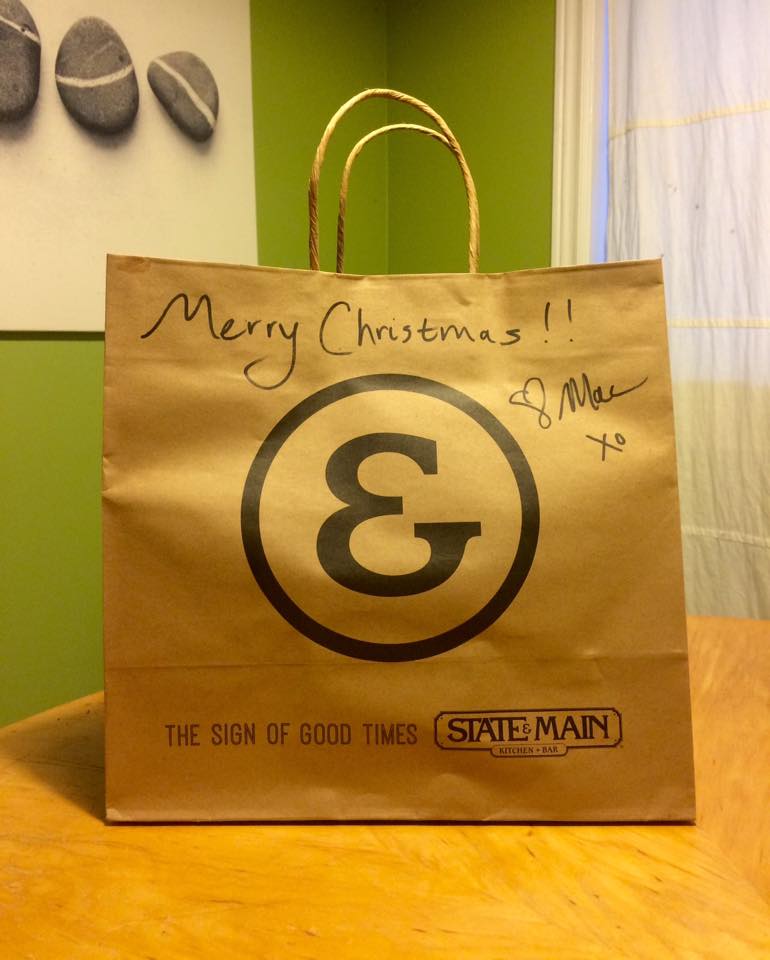 Merry Christmas!!
♡ Mac
xo
&
THE SIGN OF GOOD TIMES
STATE & MAIN
KITCHEN + BAR